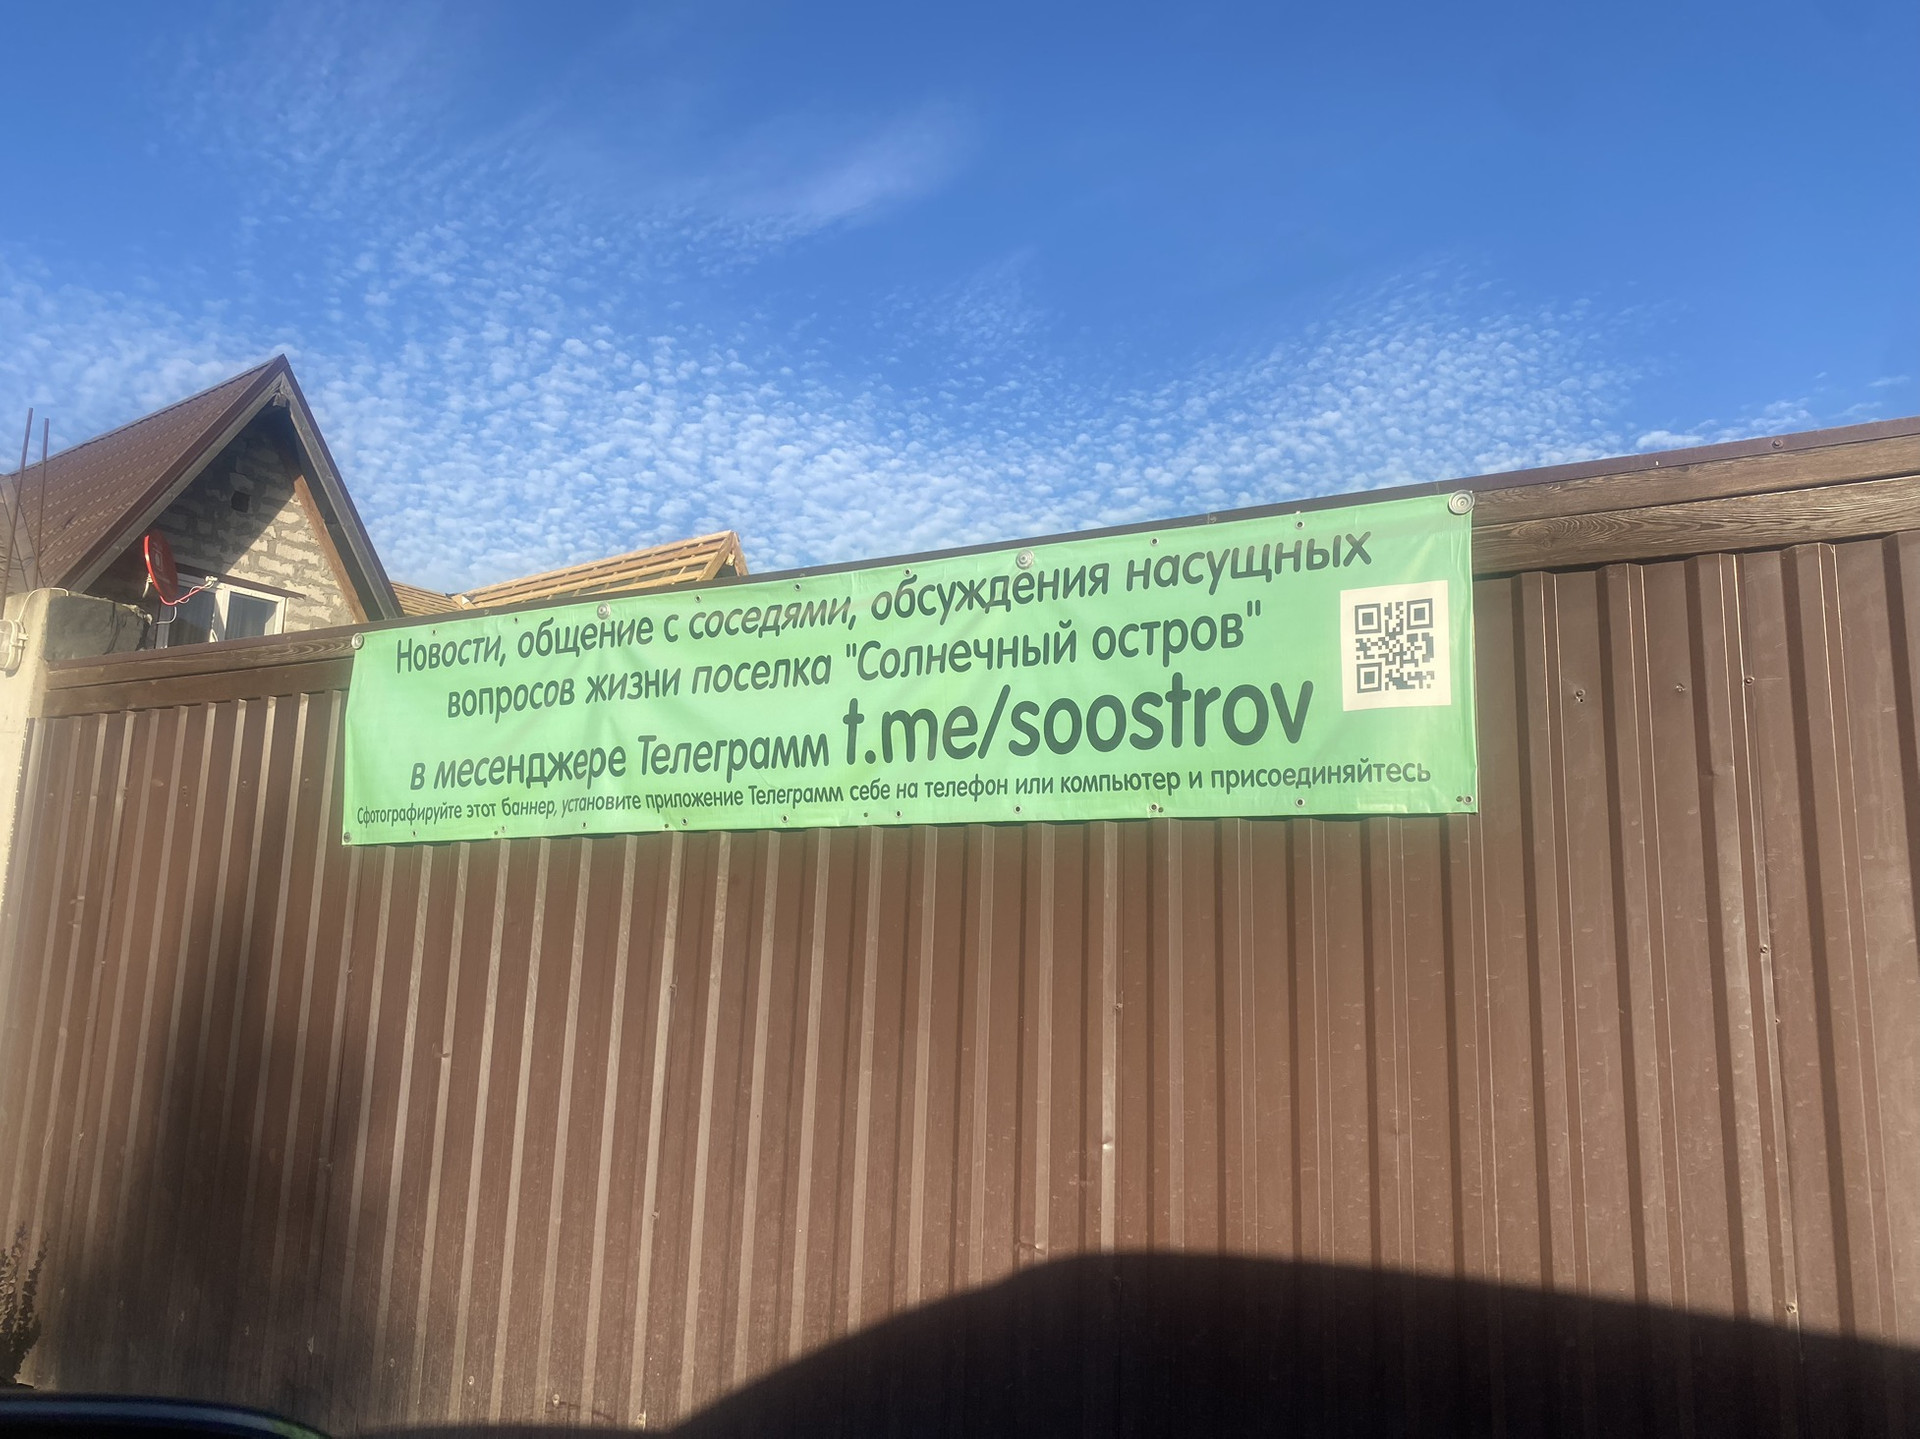 Новости, общение с соседями, обсуждения насущных
вопросов жизни поселка "Солнечный остров"
в месенджере Телеграмм t.me/soostrov
Сфотографируйте этот баннер, установите приложение Телеграмм себе на телефон или компьютер и присоединяйтесь